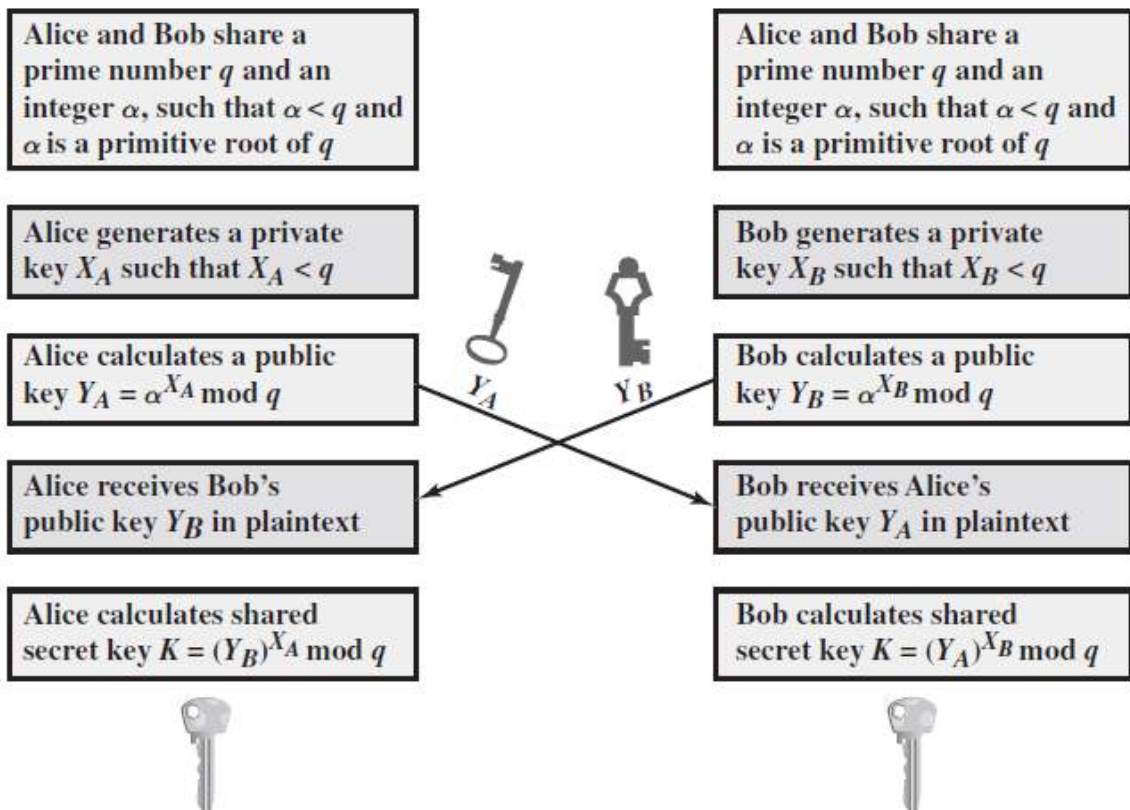 Alice and Bob share a
prime number q and an
integer α, such that α < q and
α is a primitive root of q
Alice generates a private
key X_A such that X_A < q
Alice calculates a public
key Y_A = α^{X_A} mod q
Alice receives Bob’s
public key Y_B in plaintext
Alice calculates shared
secret key K = (Y_B)^{X_A} mod q
Y_A
Y_B
Alice and Bob share a
prime number q and an
integer α, such that α < q and
α is a primitive root of q
Bob generates a private
key X_B such that X_B < q
Bob calculates a public
key Y_B = α^{X_B} mod q
Bob receives Alice’s
public key Y_A in plaintext
Bob calculates shared
secret key K = (Y_A)^{X_B} mod q